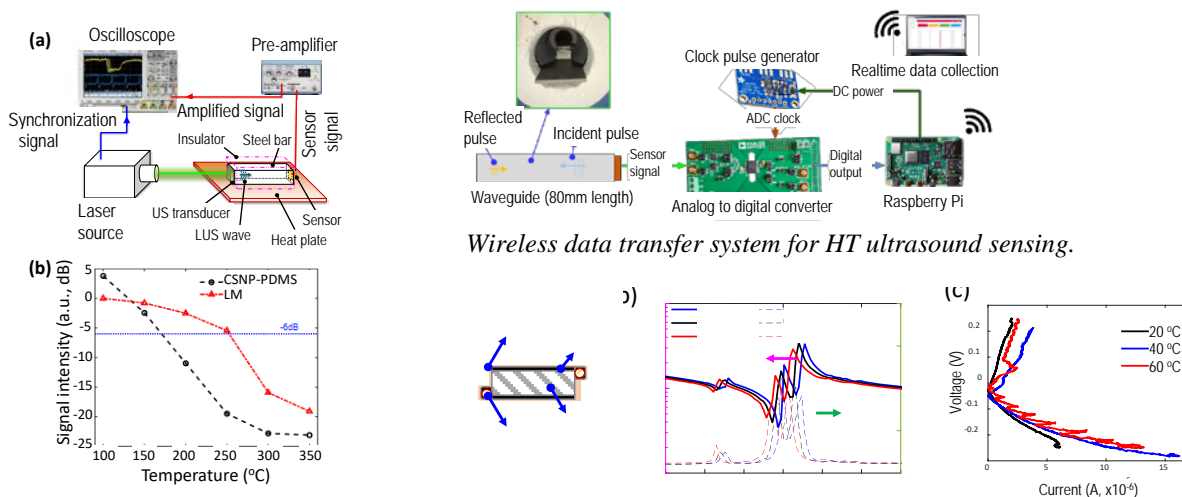 (a)
Oscilloscope
Pre-amplifier
Amplified signal
Synchronization
signal
Sensor
signal
Insulator
Steel bar
Laser
source
US transducer
LUS wave
Heat plate
Sensor
Clock pulse generator
Realtime data collection
DC power
ADC clock
Reflected
pulse
Incident pulse
Sensor
signal
Digital
output
Waveguide (80mm length)
Analog to digital converter
Raspberry Pi
Wireless data transfer system for HT ultrasound sensing.
(b)
Signal intensity (a.u., dB)
5
0
-5
-10
-15
-20
-25
CSNP-PDMS
LM
-6dB
100 150 200 250 300 350
Temperature (°C)
(C)
Voltage (V)
0.2
0.1
0
-0.1
-0.2
20 °C
40 °C
60 °C
0 5 10 15
Current (A, x10⁻⁶)